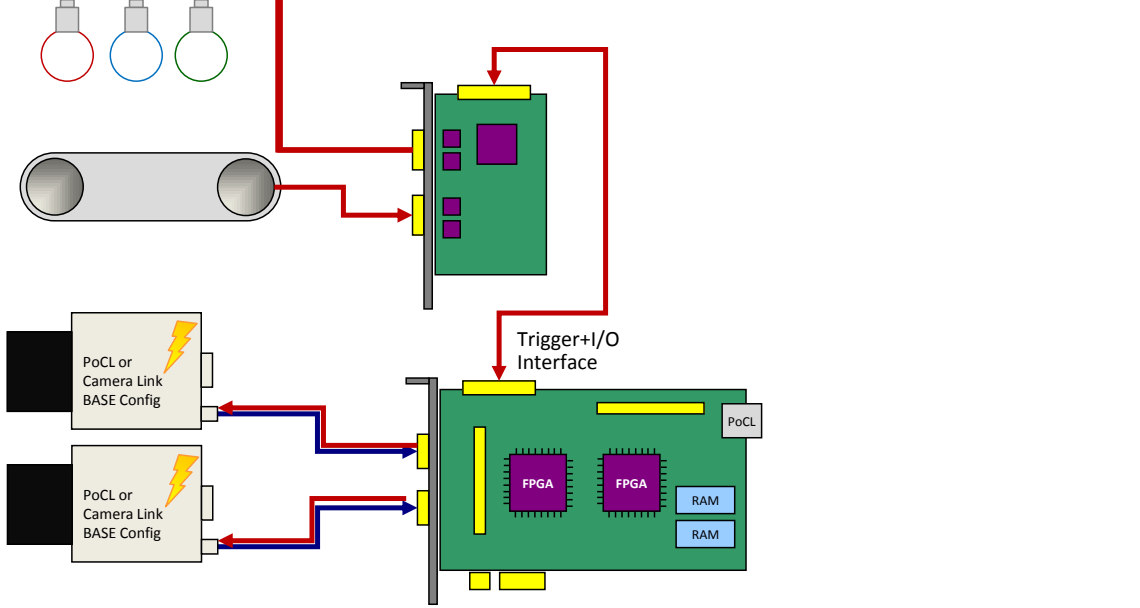 Trigger+I/O
Interface
PoCL or
Camera Link
BASE Config
PoCL
FPGA
FPGA
PoCL or
Camera Link
BASE Config
RAM
RAM